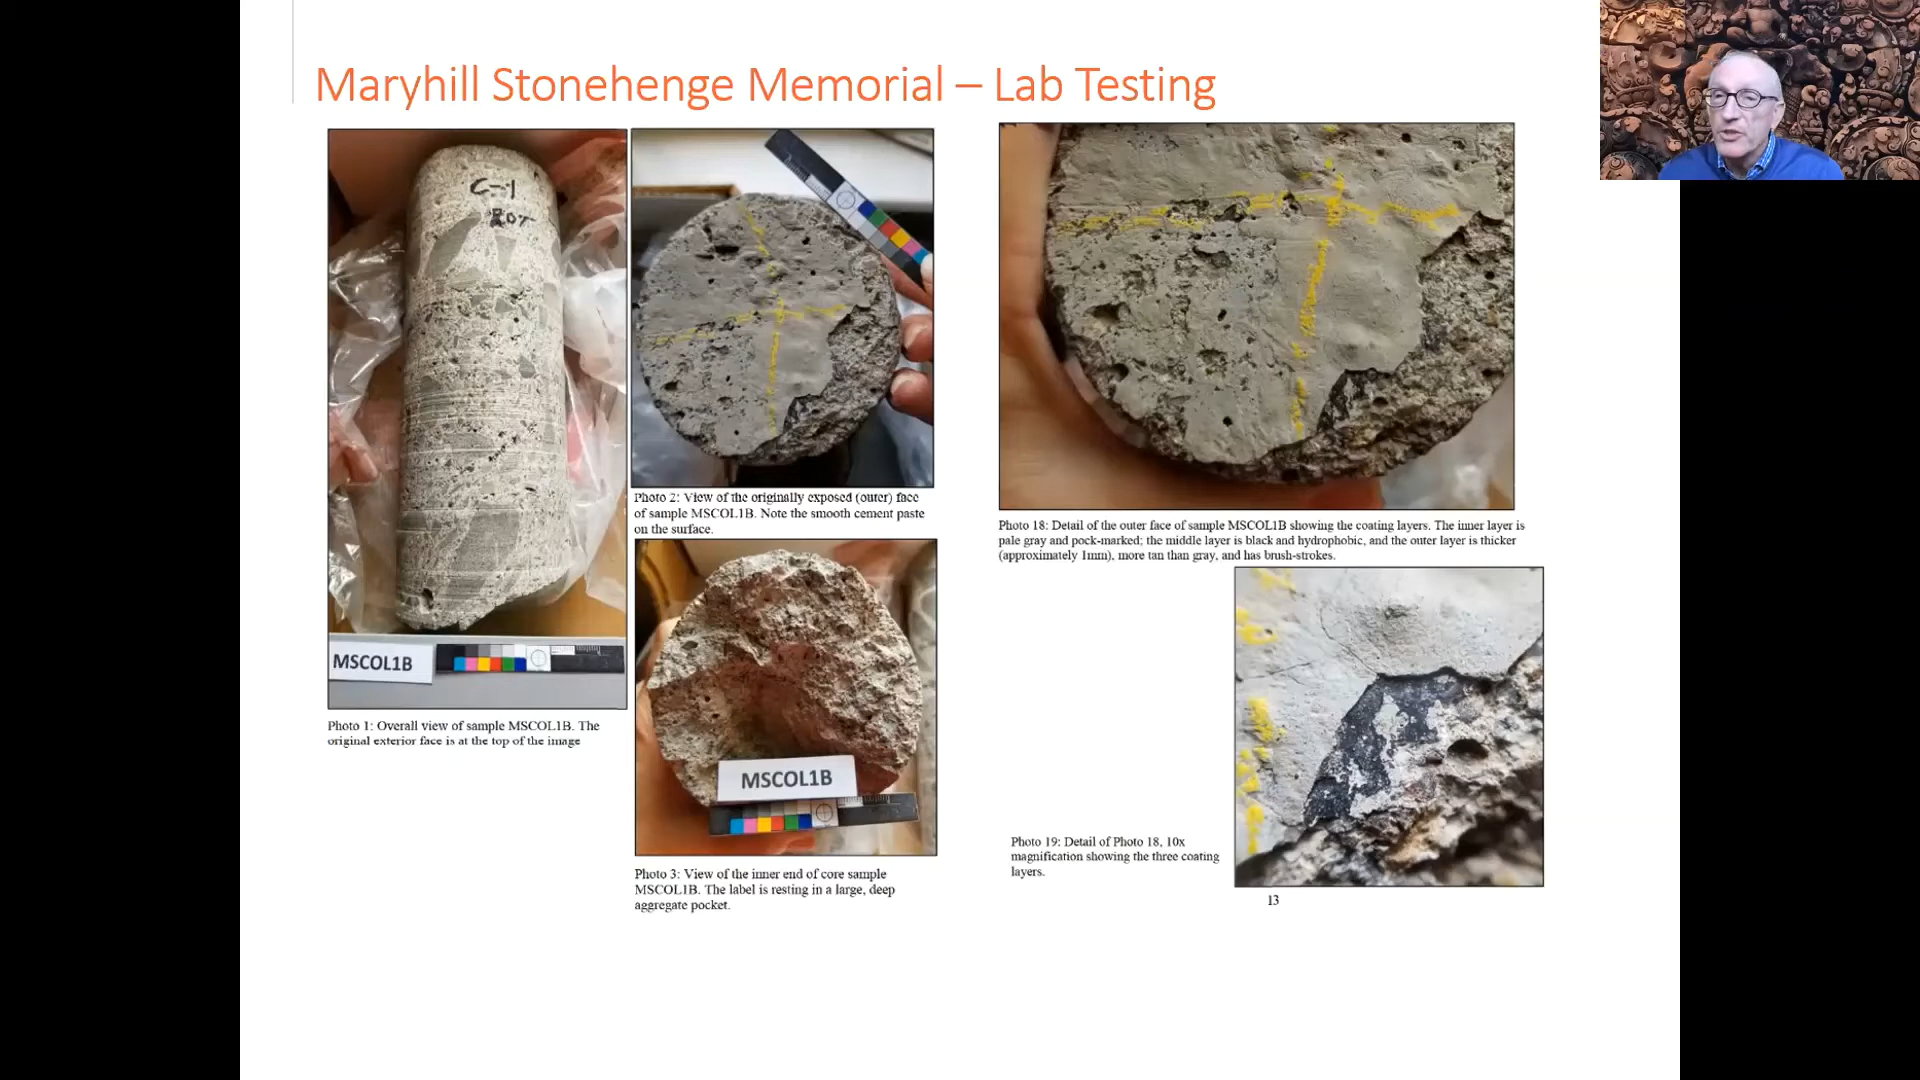 Maryhill Stonehenge Memorial – Lab Testing
C-1
BOT
MSCOL1B
Photo 1: Overall view of sample MSCOL1B. The
original exterior face is at the top of the image
Photo 2: View of the originally exposed (outer) face
of sample MSCOL1B. Note the smooth cement paste
on the surface.
MSCOL1B
Photo 3: View of the inner end of core sample
MSCOL1B. The label is resting in a large, deep
aggregate pocket.
Photo 18: Detail of the outer face of sample MSCOL1B showing the coating layers. The inner layer is
pale gray and pock-marked; the middle layer is black and hydrophobic, and the outer layer is thicker
(approximately 1mm), more tan than gray, and has brush-strokes.
Photo 19: Detail of Photo 18, 10x
magnification showing the three coating
layers.
13